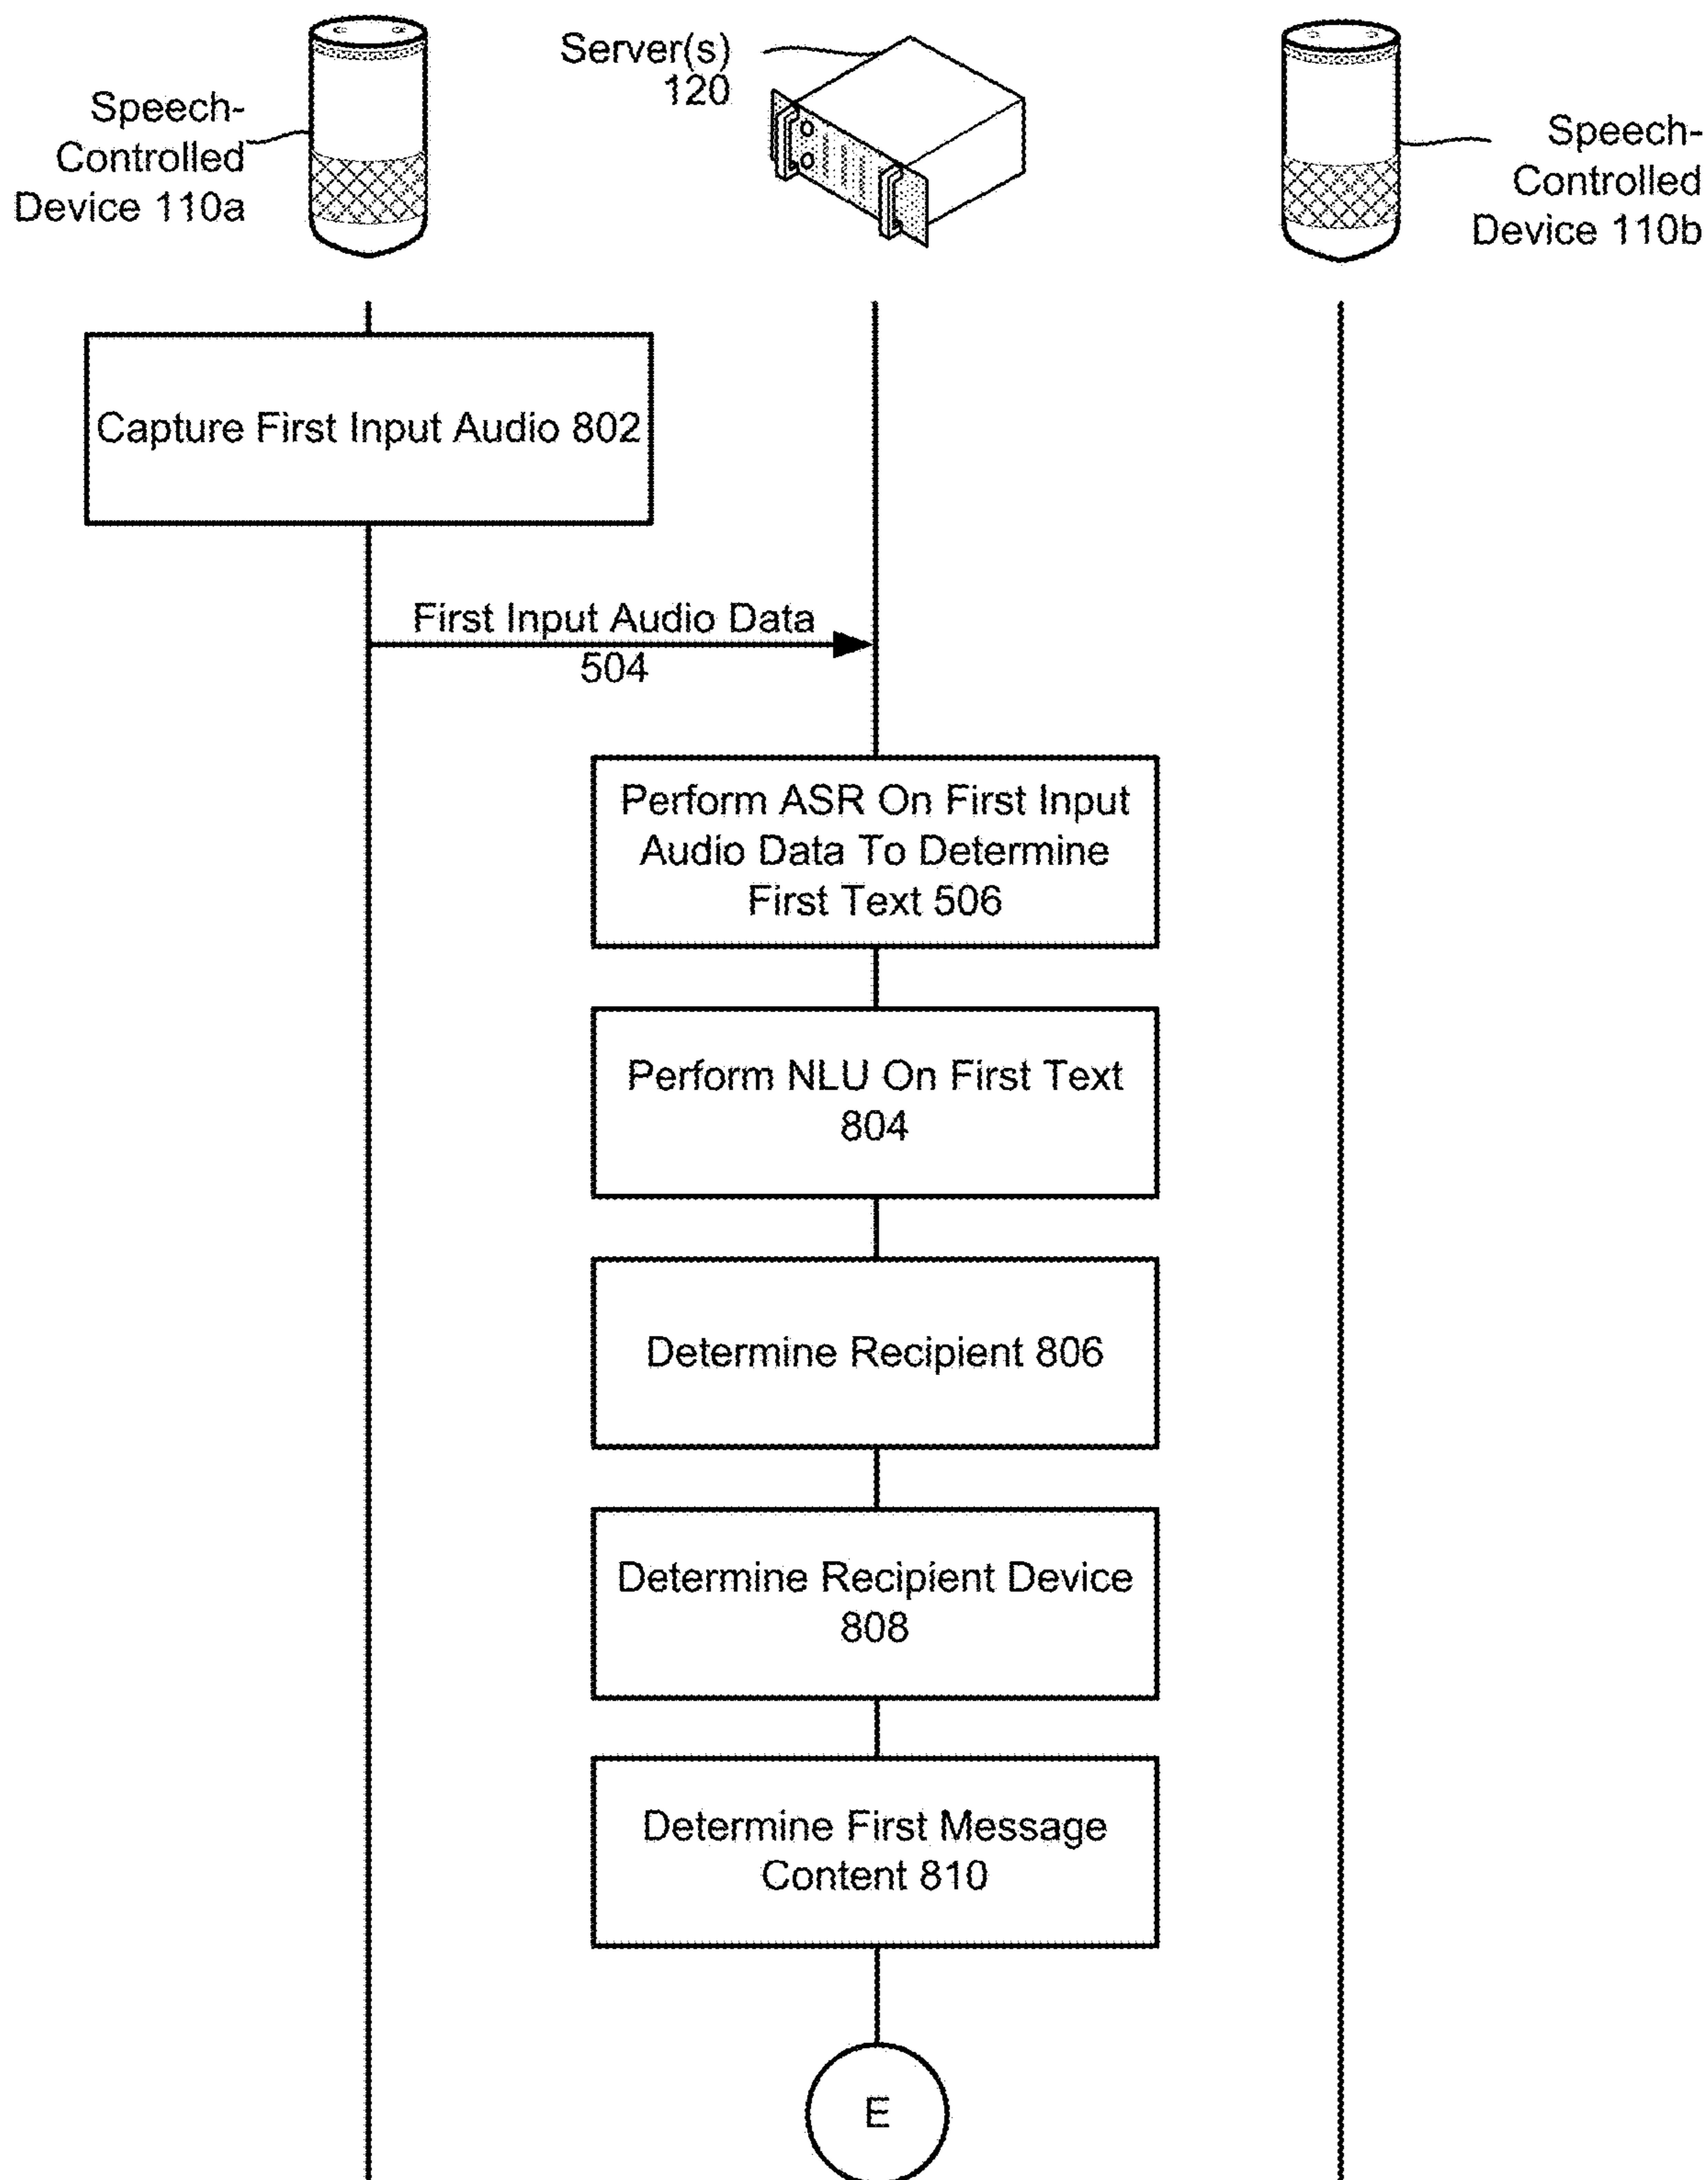 Speech-
Controlled
Device 110a
Server(s)
120
Speech-
Controlled
Device 110b
Capture First Input Audio 802
First Input Audio Data
504
Perform ASR On First Input
Audio Data To Determine
First Text 506
Perform NLU On First Text
804
Determine Recipient 806
Determine Recipient Device
808
Determine First Message
Content 810
E